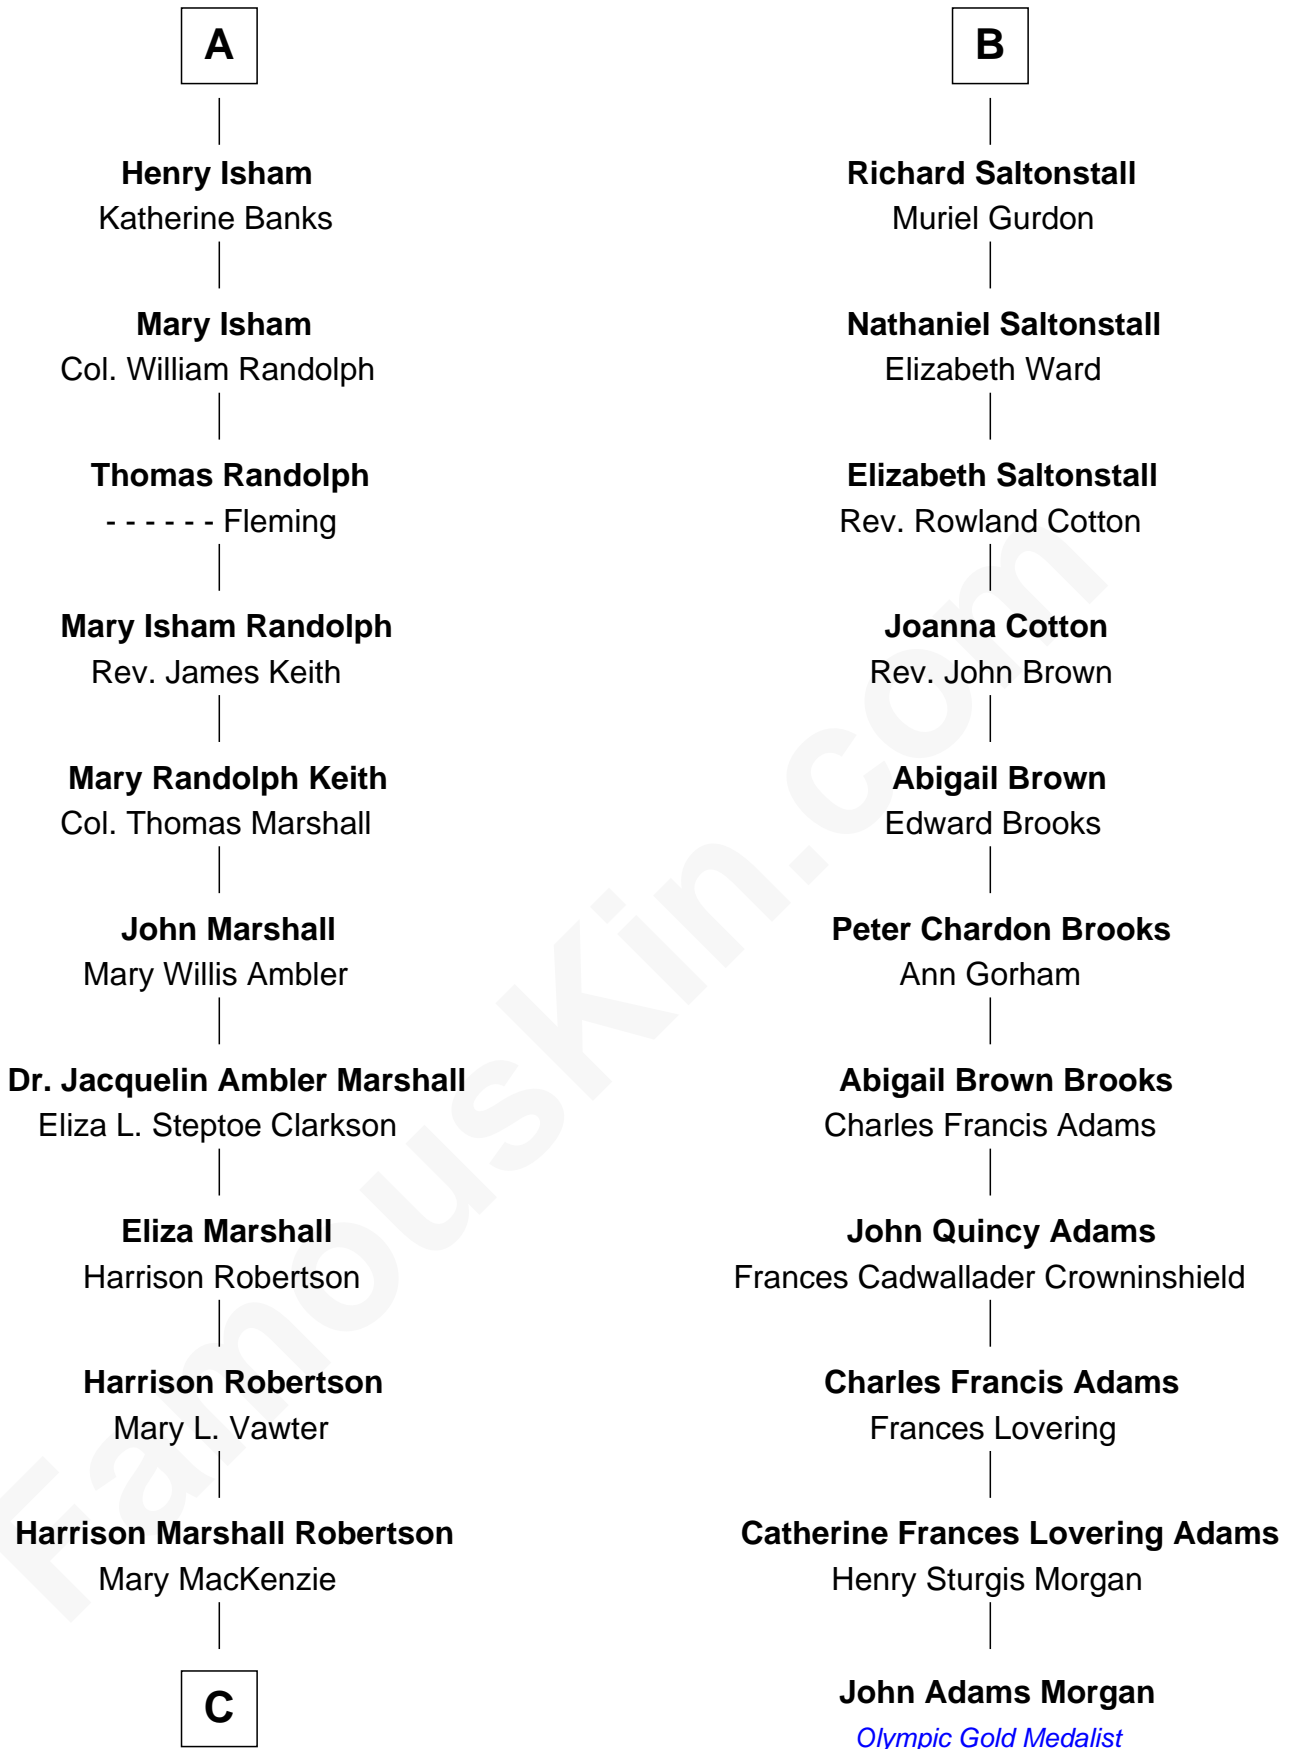 A
Henry Isham
Katherine Banks
Mary Isham
Col. William Randolph
Thomas Randolph
- - - - - - Fleming
Mary Isham Randolph
Rev. James Keith
Mary Randolph Keith
Col. Thomas Marshall
John Marshall
Mary Willis Ambler
Dr. Jacquelin Ambler Marshall
Eliza L. Steptoe Clarkson
Eliza Marshall
Harrison Robertson
Harrison Robertson
Mary L. Vawter
Harrison Marshall Robertson
Mary MacKenzie
C
B
Richard Saltonstall
Muriel Gurdon
Nathaniel Saltonstall
Elizabeth Ward
Elizabeth Saltonstall
Rev. Rowland Cotton
Joanna Cotton
Rev. John Brown
Abigail Brown
Edward Brooks
Peter Chardon Brooks
Ann Gorham
Abigail Brown Brooks
Charles Francis Adams
John Quincy Adams
Frances Cadwallader Crowninshield
Charles Francis Adams
Frances Lovering
Catherine Frances Lovering Adams
Henry Sturgis Morgan
John Adams Morgan
Olympic Gold Medalist
FamousKin.com